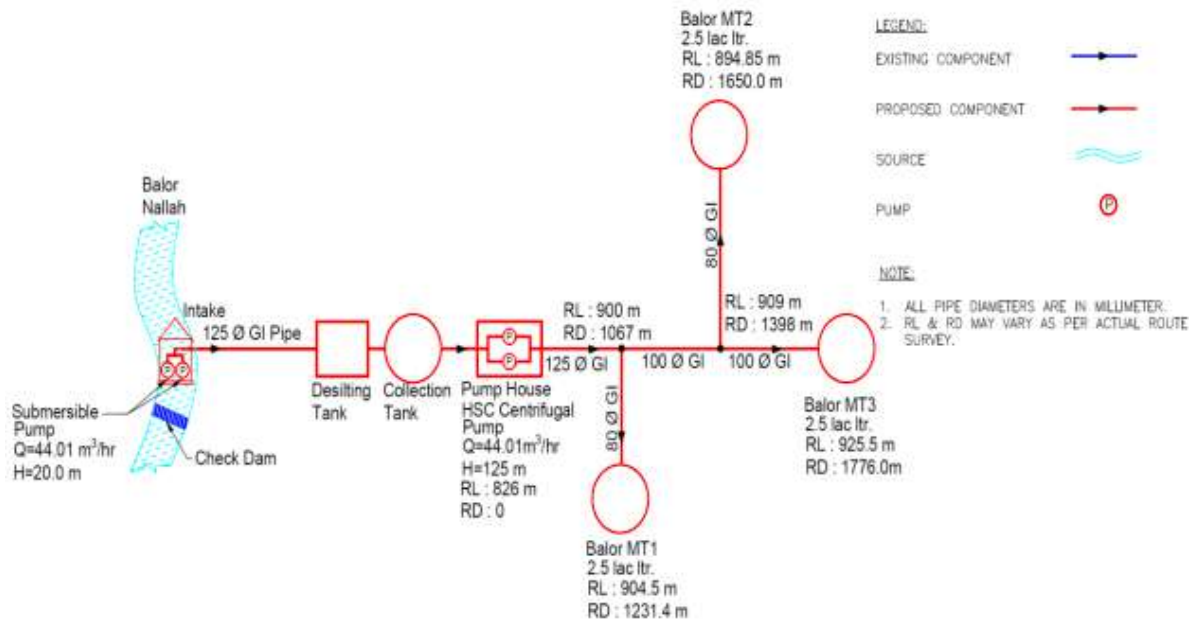 Balor MT2
2.5 lac ltr.
RL : 894.85 m
RD : 1650.0 m
LEGEND:
EXISTING COMPONENT
PROPOSED COMPONENT
SOURCE
PUMP
P
NOTE:
1. ALL PIPE DIAMETERS ARE IN MILLIMETER.
2. RL & RD MAY VARY AS PER ACTUAL ROUTE
SURVEY.
Balor
Nallah
Intake
125 Ø GI Pipe
P P
Submersible
Pump
Q=44.01 m³/hr
H=20.0 m
Check Dam
Desilting
Tank
Collection
Tank
P
P
Pump House
HSC Centrifugal
Pump
Q=44.01m³/hr
H=125 m
RL : 826 m
RD : 0
RL : 900 m
RD : 1067 m
125 Ø GI
80 Ø GI
100 Ø GI
80 Ø GI
RL : 909 m
RD : 1398 m
100 Ø GI
Balor MT3
2.5 lac ltr.
RL : 925.5 m
RD : 1776.0m
Balor MT1
2.5 lac ltr.
RL : 904.5 m
RD : 1231.4 m